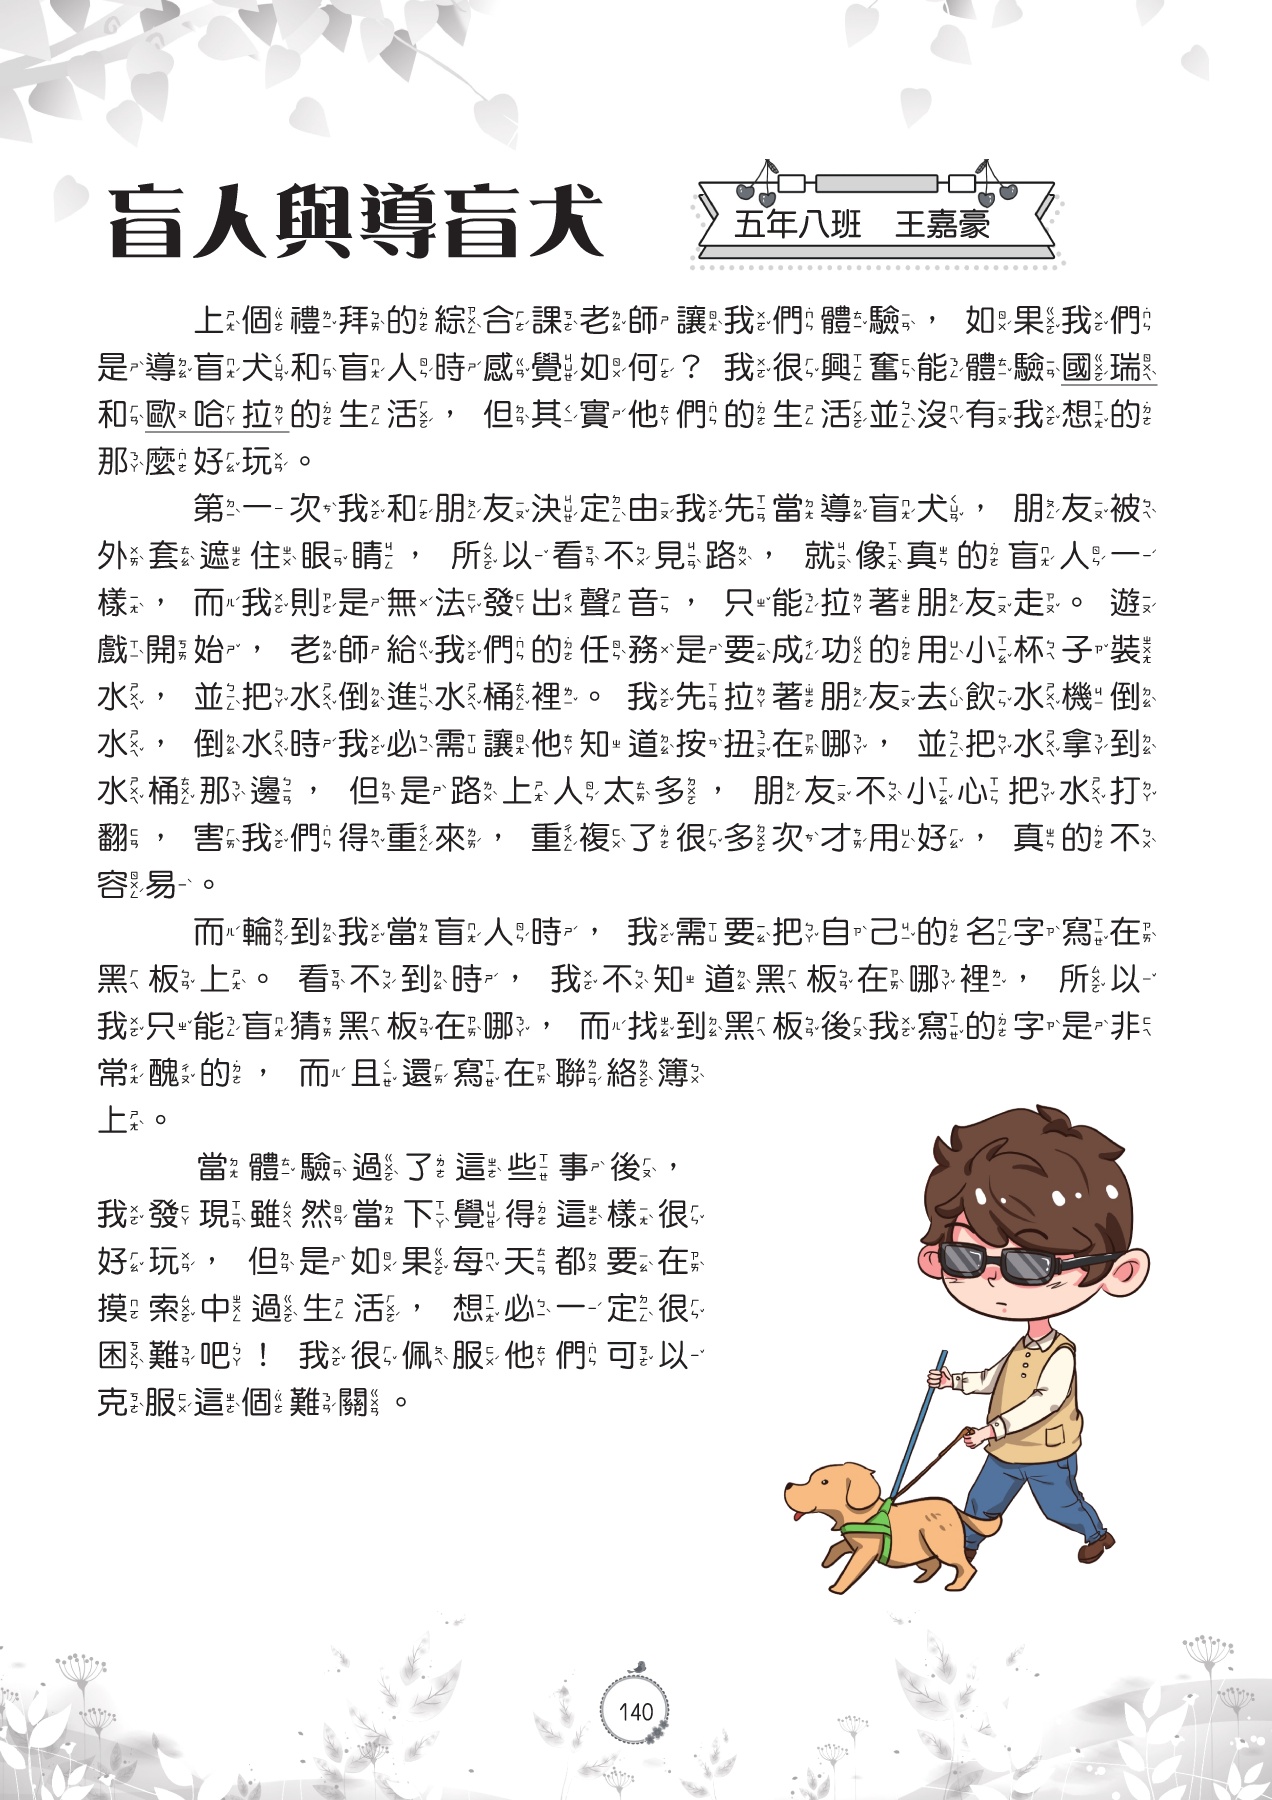 盲人與導盲犬
五年八班　王嘉豪
上個禮拜的綜合課老師讓我們體驗，如果我們
是導盲犬和盲人時感覺如何？我很興奮能體驗國瑞
和歐哈拉的生活，但其實他們的生活並沒有我想的
那麼好玩。
第一次我和朋友決定由我先當導盲犬，朋友被
外套遮住眼睛，所以看不見路，就像真的盲人一
樣，而我則是無法發出聲音，只能拉著朋友走。遊
戲開始，老師給我們的任務是要成功的用小杯子裝
水，並把水倒進水桶裡。我先拉著朋友去飲水機倒
水，倒水時我必需讓他知道按扭在哪，並把水拿到
水桶那邊，但是路上人太多，朋友不小心把水打
翻，害我們得重來，重複了很多次才用好，真的不
容易。
而輪到我當盲人時，我需要把自己的名字寫在
黑板上。看不到時，我不知道黑板在哪裡，所以
我只能盲猜黑板在哪，而找到黑板後我寫的字是非
常醜的，而且還寫在聯絡簿
上。
當體驗過了這些事後，
我發現雖然當下覺得這樣很
好玩，但是如果每天都要在
摸索中過生活，想必一定很
困難吧！我很佩服他們可以
克服這個難關。
140